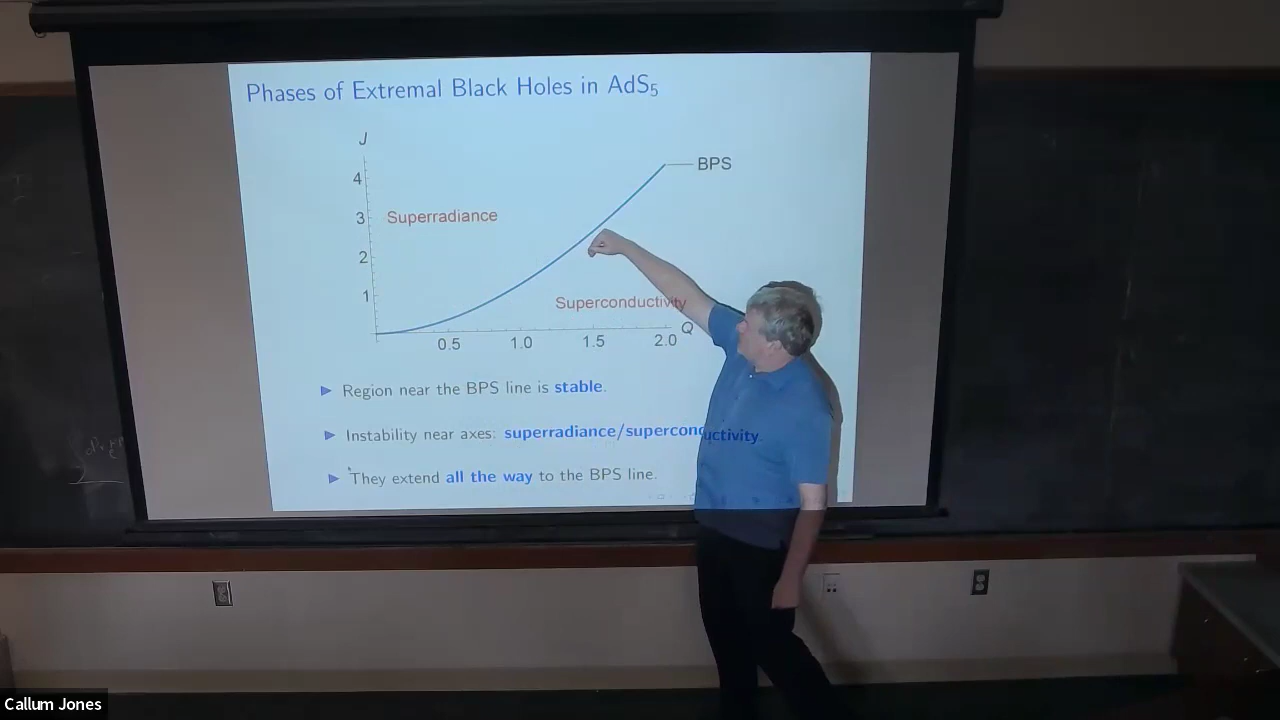 Phases of Extremal Black Holes in AdS₅
J
4
BPS
3
Superradiance
2
1
Superconductivity
Q
0.5 1.0 1.5 2.0
Region near the BPS line is stable.
Instability near axes: superradiance/superconductivity.
They extend all the way to the BPS line.
Callum Jones